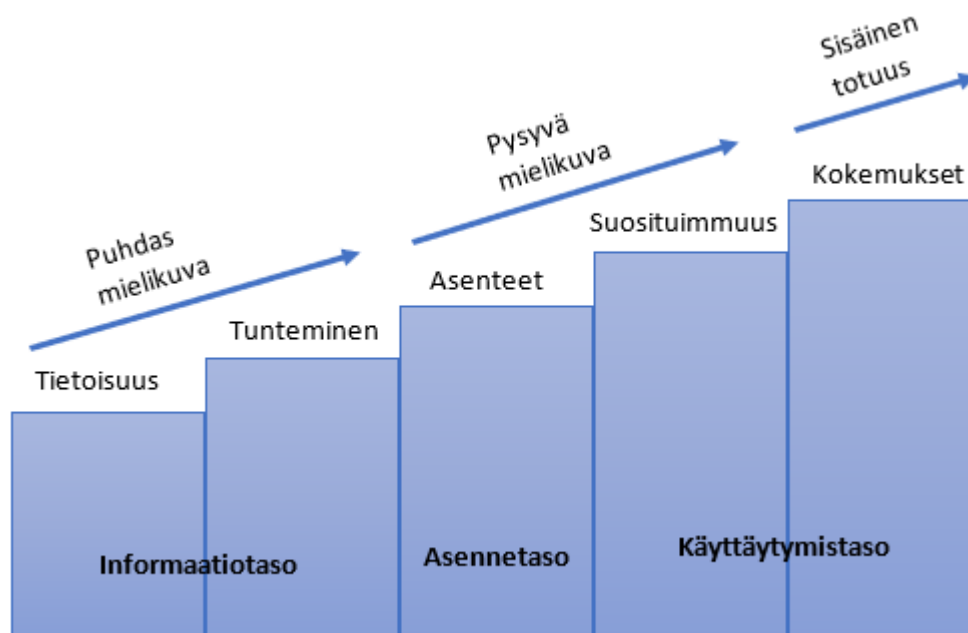 Sisäinen
totuus
Pysyvä
mielikuva
Kokemukset
Puhdas
mielikuva
Suosituimmuus
Asenteet
Tunteminen
Tietoisuus
Informaatiotaso
Asennetaso
Käyttäytymistaso